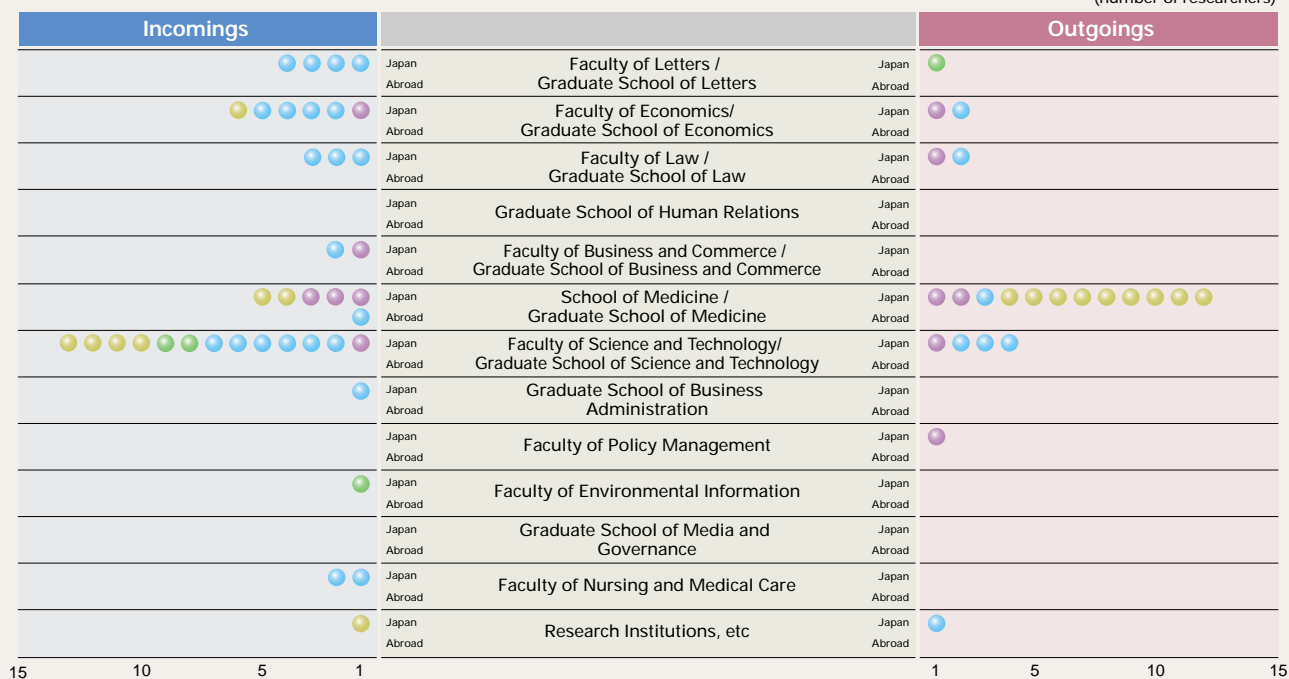 (number of researchers)
Incomings Outgoings
Japan Faculty of Letters / Japan
Abroad Graduate School of Letters Abroad
Japan Faculty of Economics/ Japan
Abroad Graduate School of Economics Abroad
Japan Faculty of Law / Japan
Abroad Graduate School of Law Abroad
Japan Japan
Graduate School of Human Relations
Abroad Abroad
Japan Faculty of Business and Commerce / Japan
Abroad Graduate School of Business and Commerce Abroad
Japan School of Medicine / Japan
Abroad Graduate School of Medicine Abroad
Japan Faculty of Science and Technology/ Japan
Abroad Graduate School of Science and Technology Abroad
Japan Graduate School of Business Japan
Abroad Administration Abroad
Japan Japan
Faculty of Policy Management
Abroad Abroad
Japan Japan
Faculty of Environmental Information
Abroad Abroad
Japan Graduate School of Media and Japan
Abroad Governance Abroad
Japan Japan
Faculty of Nursing and Medical Care
Abroad Abroad
Japan Japan
Research Institutions, etc
Abroad Abroad
15 10 5 1 1 5 10 15